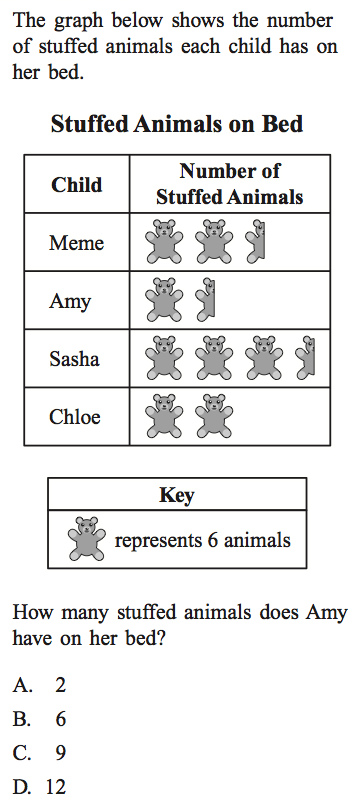 The graph below shows the number
of stuffed animals each child has on
her bed.
Stuffed Animals on Bed
Child
Number of
Stuffed Animals
Meme
Amy
Sasha
Chloe
Key
represents 6 animals
How many stuffed animals does Amy
have on her bed?
A. 2
B. 6
C. 9
D. 12